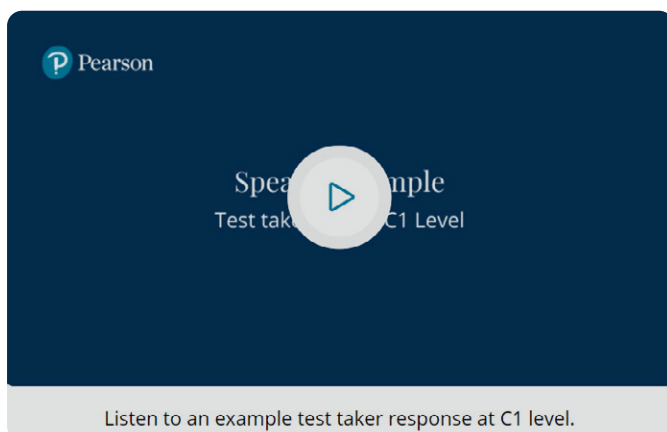 Pearson
Spea mple
Test tak C1 Level
Listen to an example test taker response at C1 level.